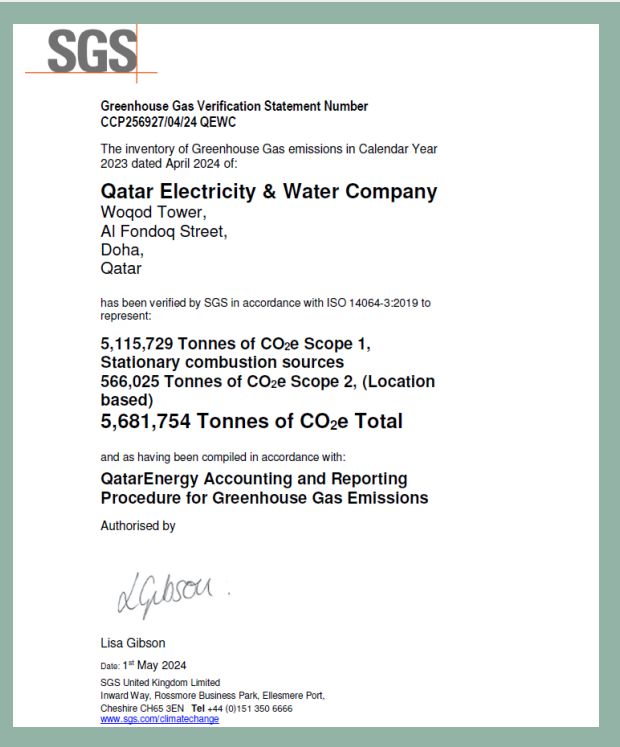 SGS
Greenhouse Gas Verification Statement Number
CCP256927/04/24 QEWC
The inventory of Greenhouse Gas emissions in Calendar Year
2023 dated April 2024 of:
Qatar Electricity & Water Company
Woqod Tower,
Al Fondoq Street,
Doha,
Qatar
has been verified by SGS in accordance with ISO 14064-3:2019 to
represent:
5,115,729 Tonnes of CO₂e Scope 1,
Stationary combustion sources
566,025 Tonnes of CO₂e Scope 2, (Location
based)
5,681,754 Tonnes of CO₂e Total
and as having been compiled in accordance with:
QatarEnergy Accounting and Reporting
Procedure for Greenhouse Gas Emissions
Authorised by
LGibson.
Lisa Gibson
Date: 1st May 2024
SGS United Kingdom Limited
Inward Way, Rossmore Business Park, Ellesmere Port,
Cheshire CH65 3EN Tel +44 (0)151 350 6666
www.sgs.com/climatechange